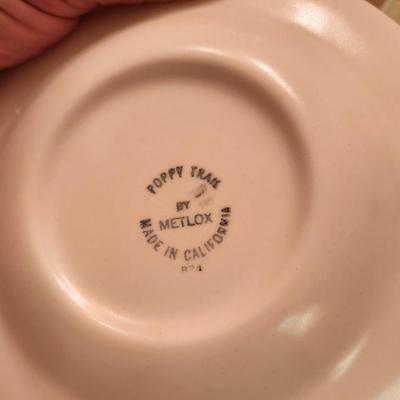 POPPY TRAIL
BY
METLOX
MADE IN CALIFORNIA